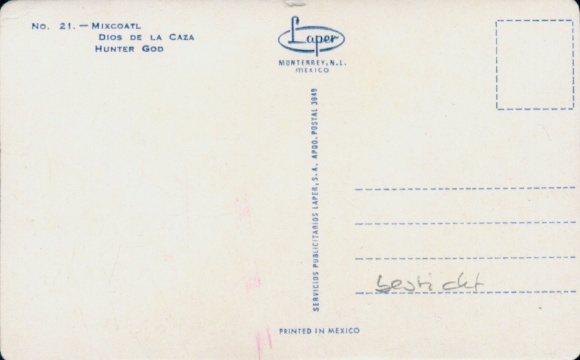 No. 21.—Mixcoatl
Dios de la Caza
Hunter God
Laper
MONTERREY, N.L.
MEXICO
SERVICIOS PUBLICITARIOS LAPER, S. A. APDO. POSTAL 3049
bestickt
PRINTED IN MEXICO